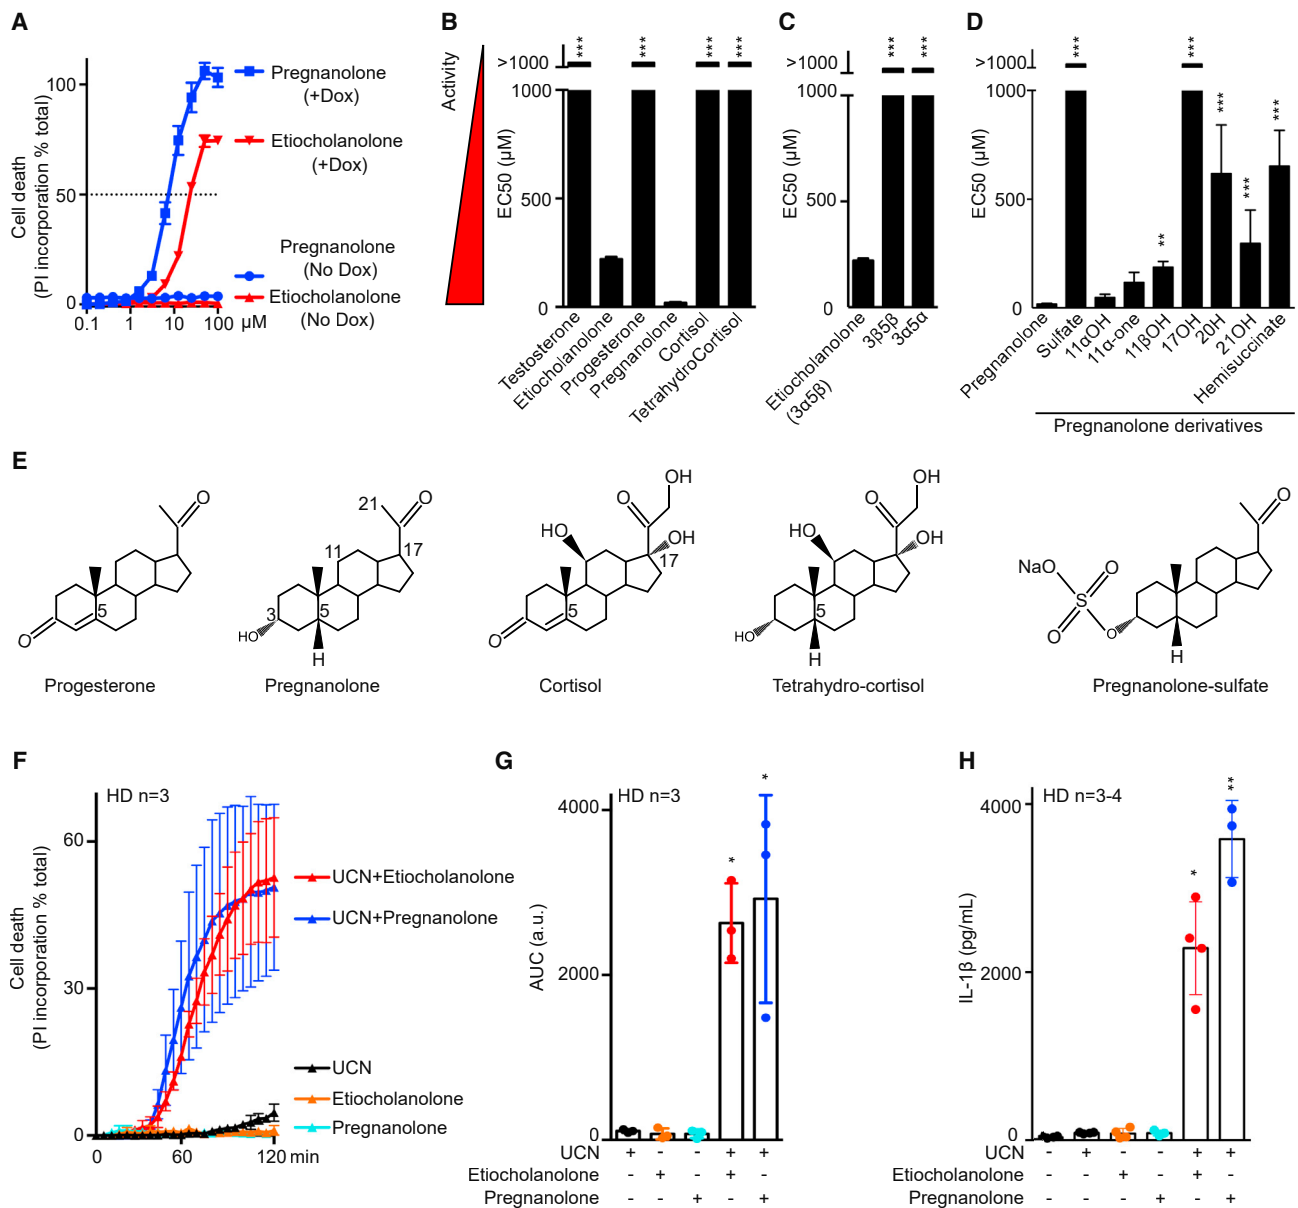 A
Cell death
(PI incorporation % total)
100
50
0
0.1
1
10
100
µM
Pregnanolone
(+Dox)
Etiocholanolone
(+Dox)
Pregnanolone
(No Dox)
Etiocholanolone
(No Dox)
B
Activity
EC50 (µM)
>1000
1000
500
0
***
***
***
***
Testosterone
Etiocholanolone
Progesterone
Pregnanolone
Cortisol
TetrahydroCortisol
C
EC50 (µM)
>1000
1000
500
0
***
***
Etiocholanolone
(3α5β)
3β5β
3α5α
D
EC50 (µM)
>1000
1000
500
0
***
**
***
***
***
***
Pregnanolone
Sulfate
11αOH
11α-one
11βOH
17OH
20H
21OH
Hemisuccinate
Pregnanolone derivatives
E
O
O
5
Progesterone
21
O
11
17
3
5
HO
H
Pregnanolone
OH
O
HO
OH
17
5
O
Cortisol
OH
O
HO
OH
5
HO
H
Tetrahydro-cortisol
O
NaO
O
S
O
O
H
Pregnanolone-sulfate
F
HD n=3
Cell death
(PI incorporation % total)
60
30
0
0
60
120 min
UCN+Etiocholanolone
UCN+Pregnanolone
UCN
Etiocholanolone
Pregnanolone
G
HD n=3
AUC (a.u.)
4000
2000
0
*
*
UCN + - - + +
Etiocholanolone - + - + -
Pregnanolone - - + - +
H
HD n=3-4
IL-1β (pg/mL)
4000
2000
0
*
**
UCN - + - - + +
Etiocholanolone - - + - + -
Pregnanolone - - - + - +